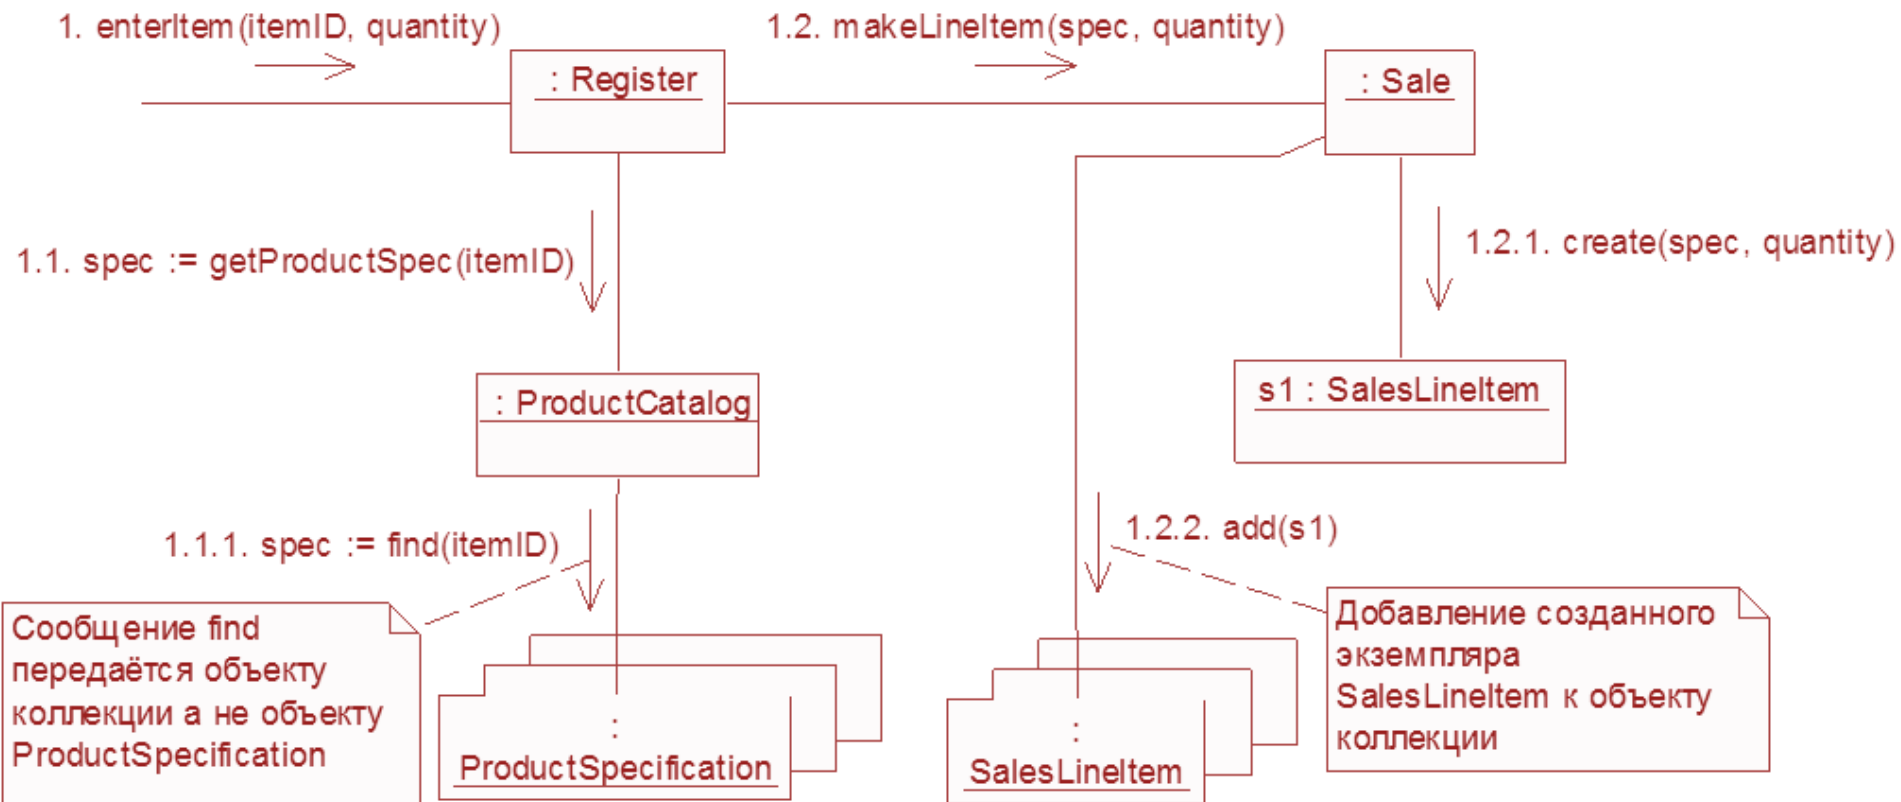 1. enterItem(itemID, quantity)
1.2. makeLineItem(spec, quantity)
: Register
: Sale
1.1. spec := getProductSpec(itemID)
1.2.1. create(spec, quantity)
: ProductCatalog
s1 : SalesLineItem
1.1.1. spec := find(itemID)
1.2.2. add(s1)
Сообщение find
передаётся объекту
коллекции а не объекту
ProductSpecification
:
ProductSpecification
:
SalesLineItem
Добавление созданного
экземпляра
SalesLineItem к объекту
коллекции